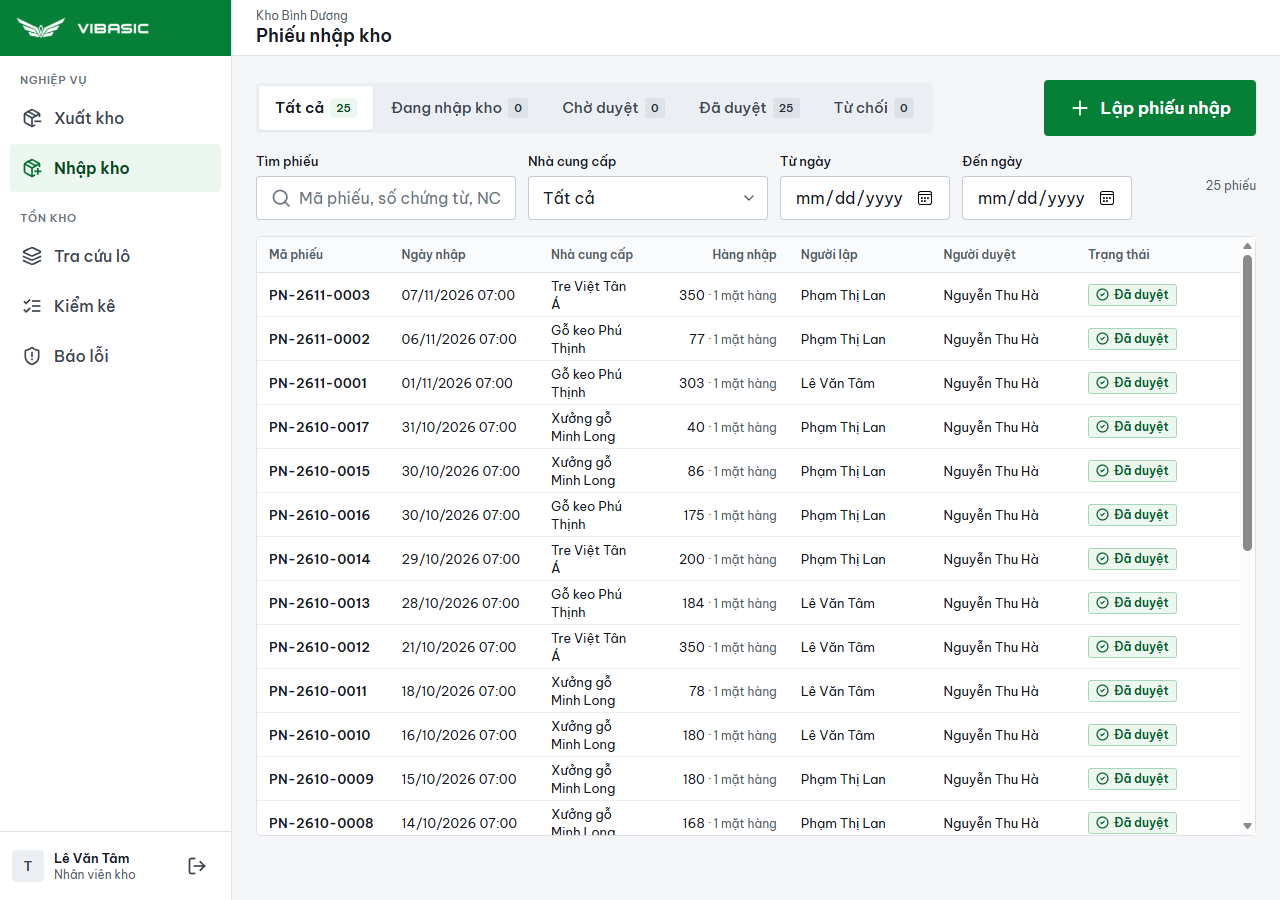 VIBASIC
Kho Bình Dương
Phiếu nhập kho
NGHIỆP VỤ
Xuất kho
Nhập kho
TỒN KHO
Tra cứu lô
Kiểm kê
Báo lỗi
T
Lê Văn Tâm
Nhân viên kho
Tất cả 25
Đang nhập kho 0
Chờ duyệt 0
Đã duyệt 25
Từ chối 0
Lập phiếu nhập
Tìm phiếu
Nhà cung cấp
Từ ngày
Đến ngày
Mã phiếu, số chứng từ, NC
Tất cả
mm/dd/yyyy
mm/dd/yyyy
25 phiếu
Mã phiếu Ngày nhập Nhà cung cấp Hàng nhập Người lập Người duyệt Trạng thái
PN-2611-0003 07/11/2026 07:00 Tre Việt Tân Á 350 · 1 mặt hàng Phạm Thị Lan Nguyễn Thu Hà Đã duyệt
PN-2611-0002 06/11/2026 07:00 Gỗ keo Phú Thịnh 77 · 1 mặt hàng Phạm Thị Lan Nguyễn Thu Hà Đã duyệt
PN-2611-0001 01/11/2026 07:00 Gỗ keo Phú Thịnh 303 · 1 mặt hàng Lê Văn Tâm Nguyễn Thu Hà Đã duyệt
PN-2610-0017 31/10/2026 07:00 Xưởng gỗ Minh Long 40 · 1 mặt hàng Phạm Thị Lan Nguyễn Thu Hà Đã duyệt
PN-2610-0015 30/10/2026 07:00 Xưởng gỗ Minh Long 86 · 1 mặt hàng Phạm Thị Lan Nguyễn Thu Hà Đã duyệt
PN-2610-0016 30/10/2026 07:00 Gỗ keo Phú Thịnh 175 · 1 mặt hàng Phạm Thị Lan Nguyễn Thu Hà Đã duyệt
PN-2610-0014 29/10/2026 07:00 Tre Việt Tân Á 200 · 1 mặt hàng Phạm Thị Lan Nguyễn Thu Hà Đã duyệt
PN-2610-0013 28/10/2026 07:00 Gỗ keo Phú Thịnh 184 · 1 mặt hàng Lê Văn Tâm Nguyễn Thu Hà Đã duyệt
PN-2610-0012 21/10/2026 07:00 Tre Việt Tân Á 350 · 1 mặt hàng Lê Văn Tâm Nguyễn Thu Hà Đã duyệt
PN-2610-0011 18/10/2026 07:00 Xưởng gỗ Minh Long 78 · 1 mặt hàng Lê Văn Tâm Nguyễn Thu Hà Đã duyệt
PN-2610-0010 16/10/2026 07:00 Xưởng gỗ Minh Long 180 · 1 mặt hàng Lê Văn Tâm Nguyễn Thu Hà Đã duyệt
PN-2610-0009 15/10/2026 07:00 Xưởng gỗ Minh Long 180 · 1 mặt hàng Phạm Thị Lan Nguyễn Thu Hà Đã duyệt
PN-2610-0008 14/10/2026 07:00 Xưởng gỗ Minh Long 168 · 1 mặt hàng Phạm Thị Lan Nguyễn Thu Hà Đã duyệt